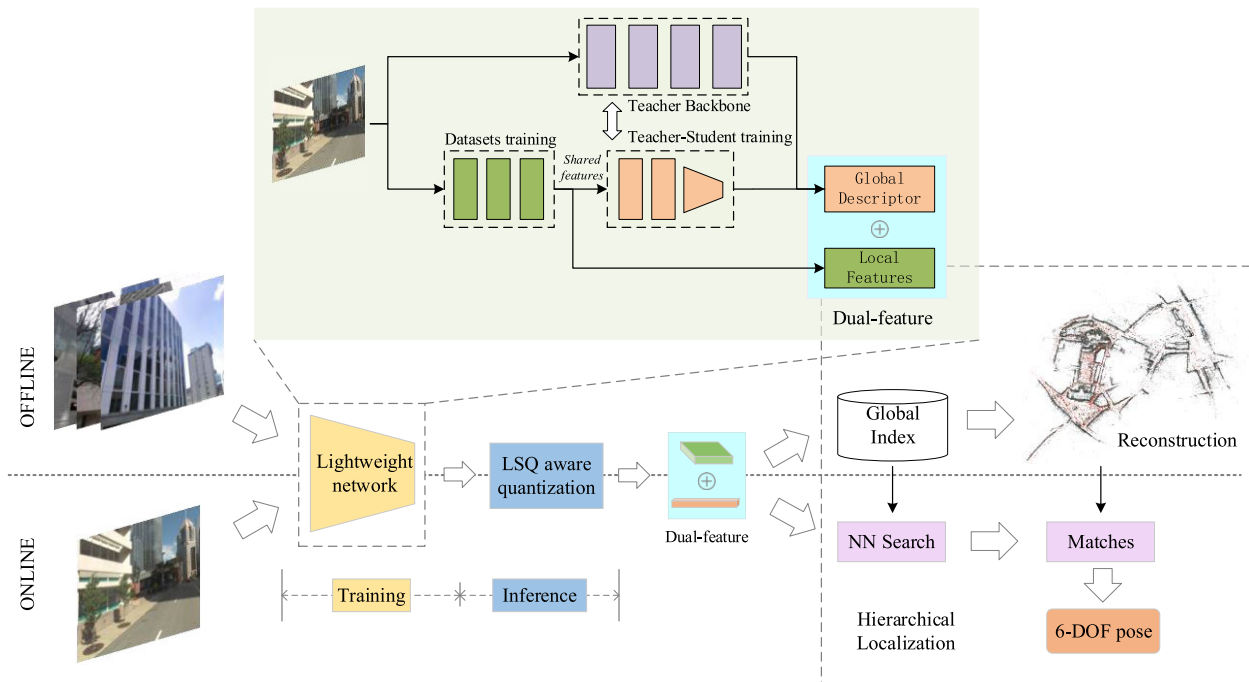 Teacher Backbone
Datasets training
Shared
features
Teacher-Student training
Global
Descriptor
Local
Features
Dual-feature
OFFLINE
Lightweight
network
LSQ aware
quantization
Dual-feature
Global
Index
Reconstruction
ONLINE
NN Search
Matches
Training
Inference
Hierarchical
Localization
6-DOF pose